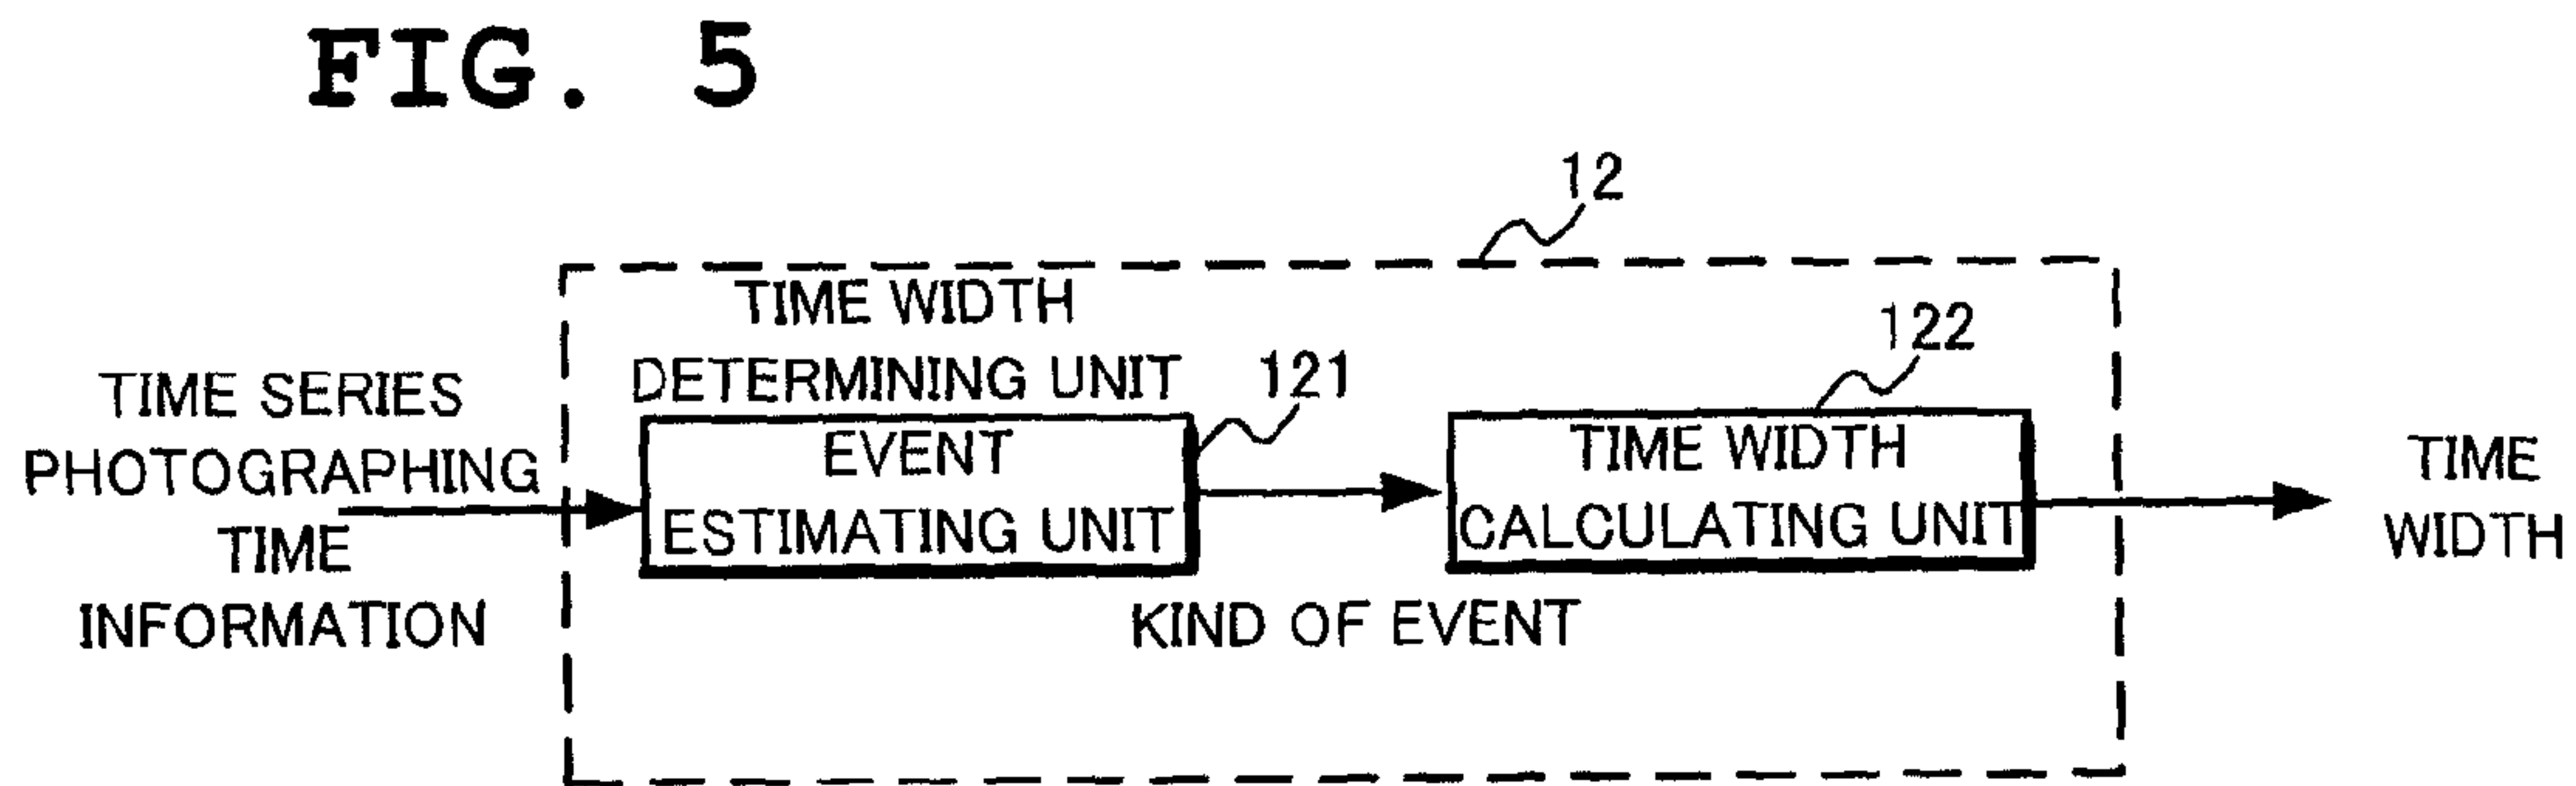 FIG. 5
12
TIME WIDTH
DETERMINING UNIT
121
122
TIME SERIES
PHOTOGRAPHING
TIME
INFORMATION
EVENT
ESTIMATING UNIT
TIME WIDTH
CALCULATING UNIT
KIND OF EVENT
TIME
WIDTH